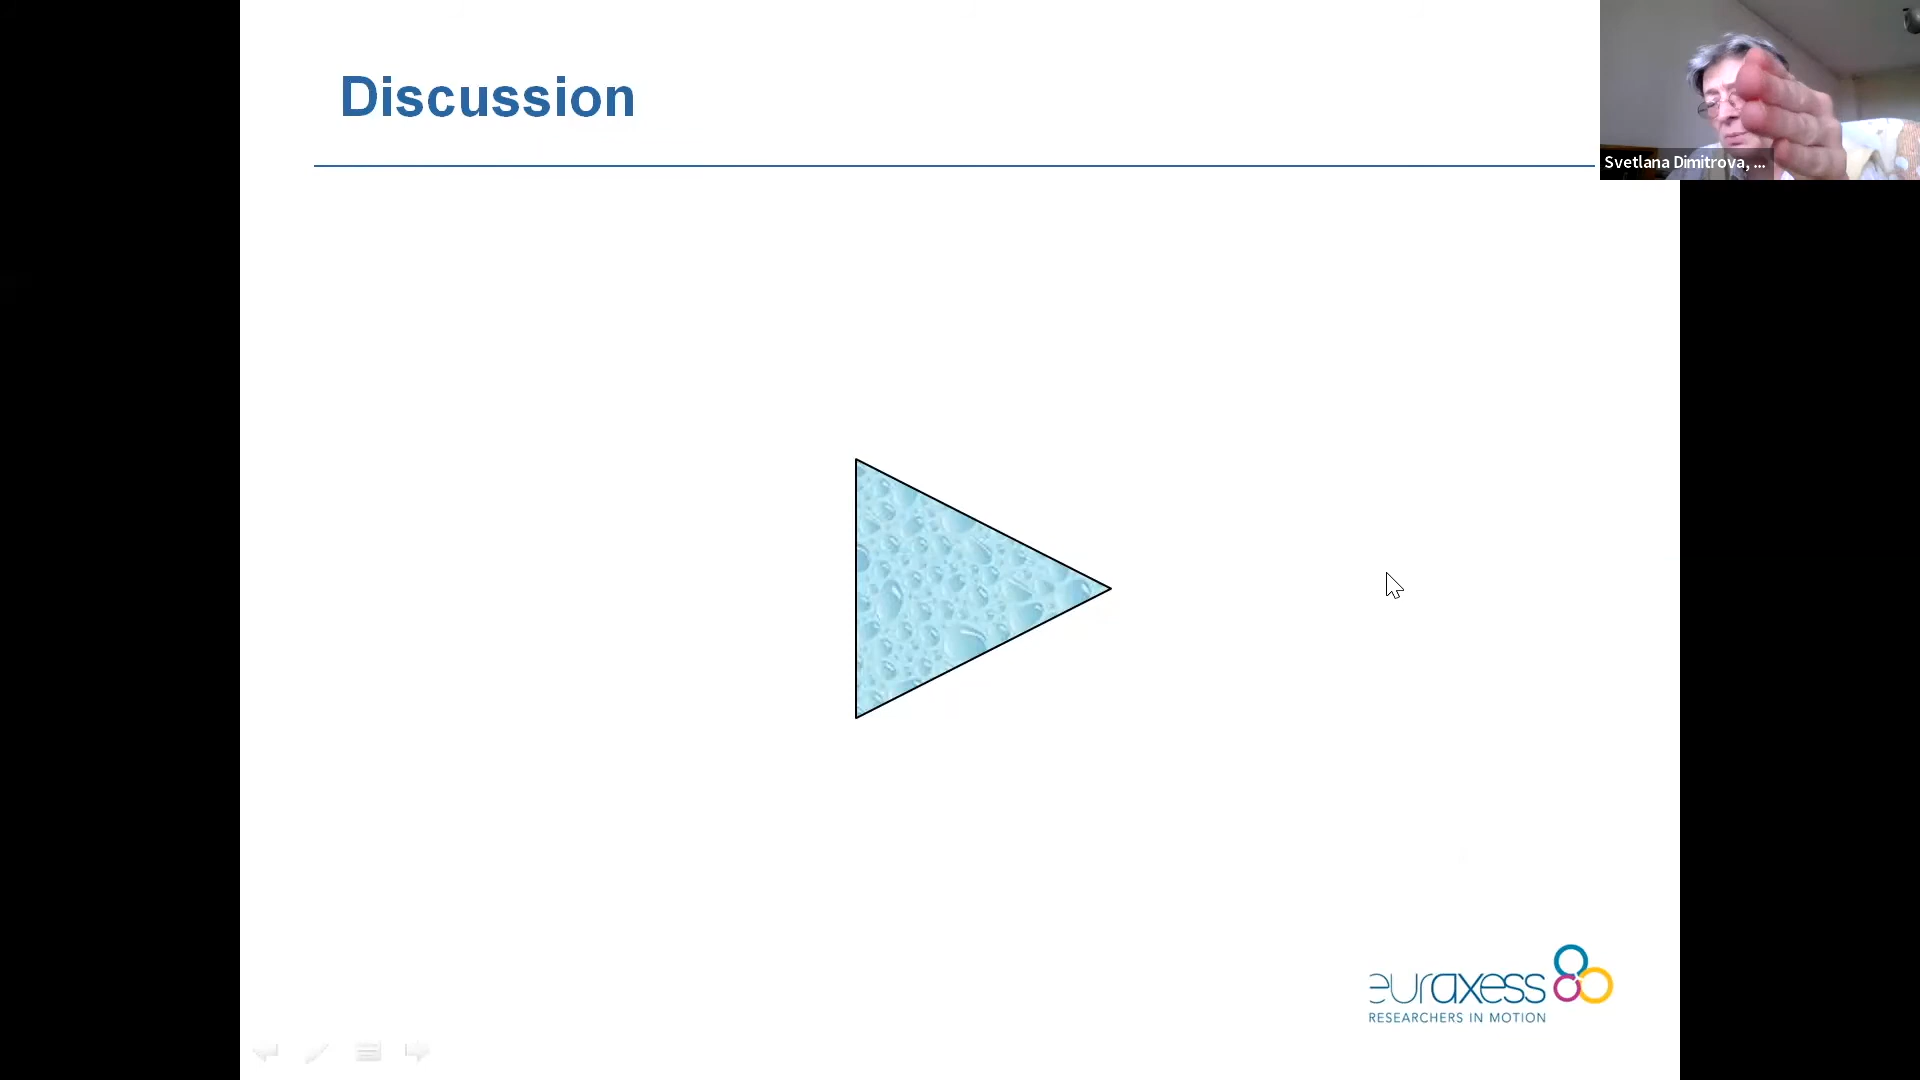 Discussion
Svetlana Dimitrova, ...
euraxess
RESEARCHERS IN MOTION